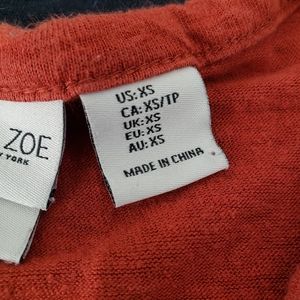 ZOE
YORK
US: XS
CA: XS/TP
UK: XS
EU: XS
AU: XS
MADE IN CHINA